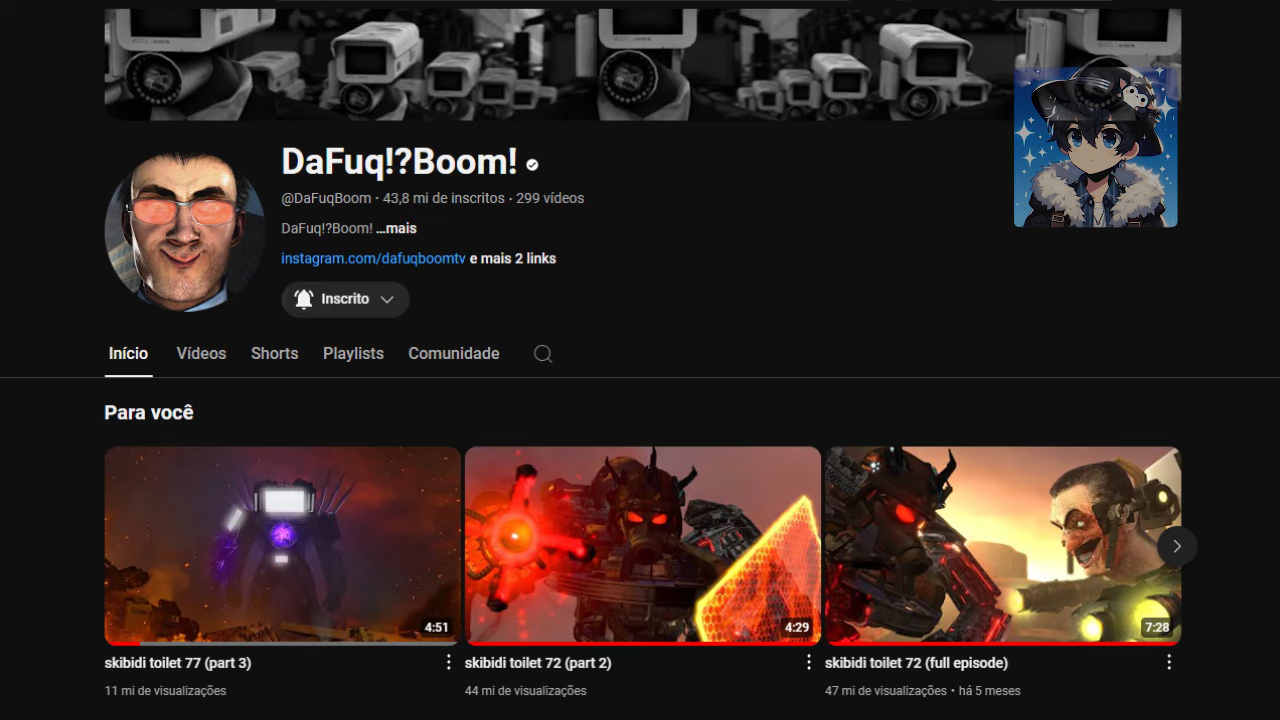 DaFuq!?Boom!
@DaFuqBoom · 43,8 mi de inscritos · 299 vídeos
DaFuq!?Boom! ...mais
instagram.com/dafuqboomtv e mais 2 links
Inscrito
Início Vídeos Shorts Playlists Comunidade
Para você
4:51 4:29 7:28
skibidi toilet 77 (part 3) skibidi toilet 72 (part 2) skibidi toilet 72 (full episode)
11 mi de visualizações 44 mi de visualizações 47 mi de visualizações • há 5 meses